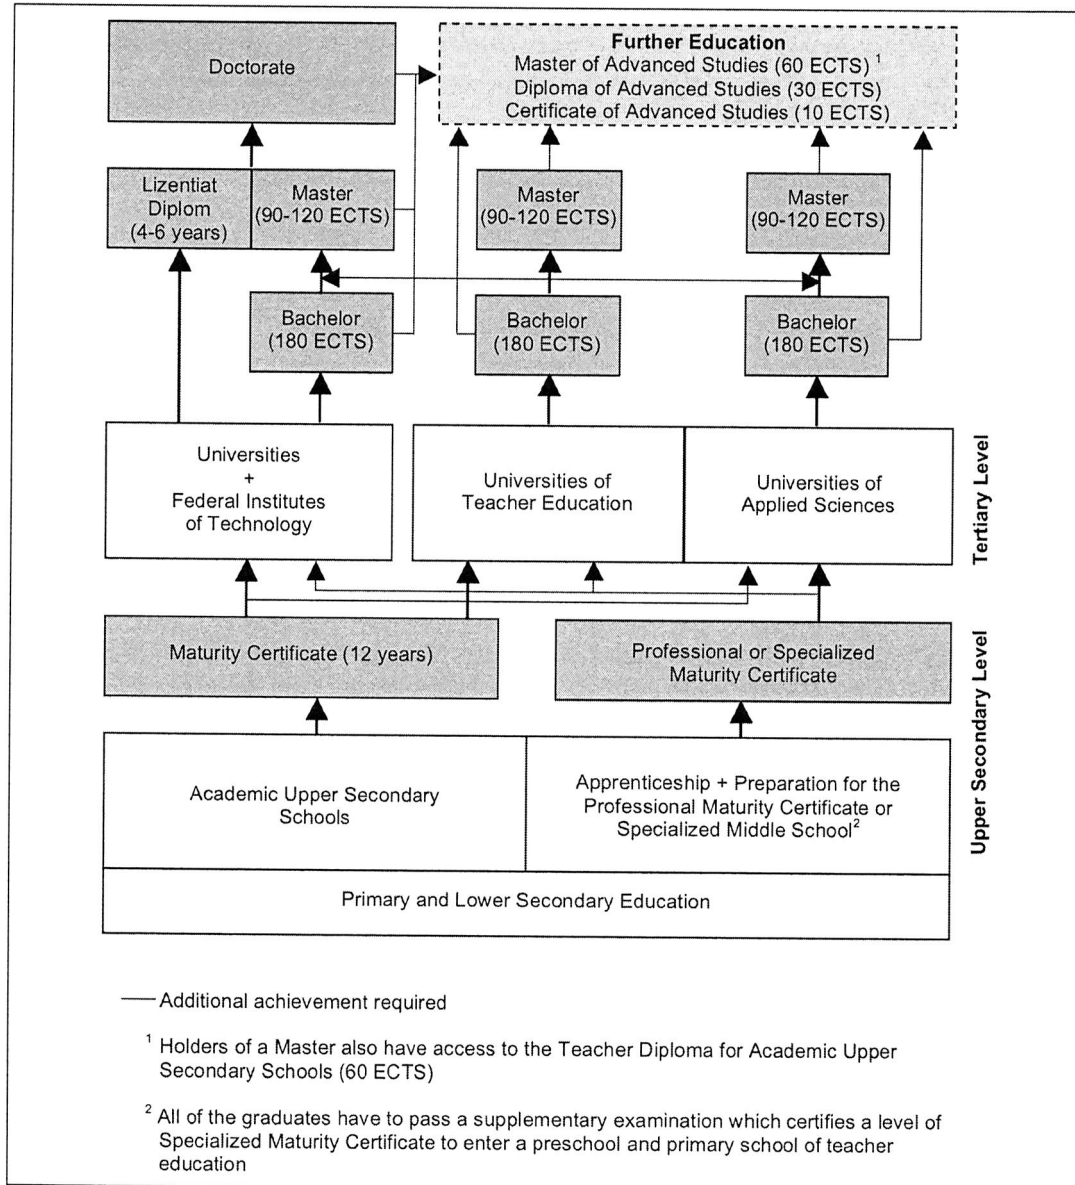 Doctorate
Further Education
Master of Advanced Studies (60 ECTS) 1
Diploma of Advanced Studies (30 ECTS)
Certificate of Advanced Studies (10 ECTS)
Lizentiat
Diplom
(4-6 years)
Master
(90-120 ECTS)
Master
(90-120 ECTS)
Master
(90-120 ECTS)
Bachelor
(180 ECTS)
Bachelor
(180 ECTS)
Bachelor
(180 ECTS)
Universities
+
Federal Institutes
of Technology
Universities of
Teacher Education
Universities of
Applied Sciences
Tertiary Level
Maturity Certificate (12 years)
Professional or Specialized
Maturity Certificate
Upper Secondary Level
Academic Upper Secondary
Schools
Apprenticeship + Preparation for the
Professional Maturity Certificate or
Specialized Middle School2
Primary and Lower Secondary Education
Additional achievement required
1 Holders of a Master also have access to the Teacher Diploma for Academic Upper
Secondary Schools (60 ECTS)
2 All of the graduates have to pass a supplementary examination which certifies a level of
Specialized Maturity Certificate to enter a preschool and primary school of teacher
education